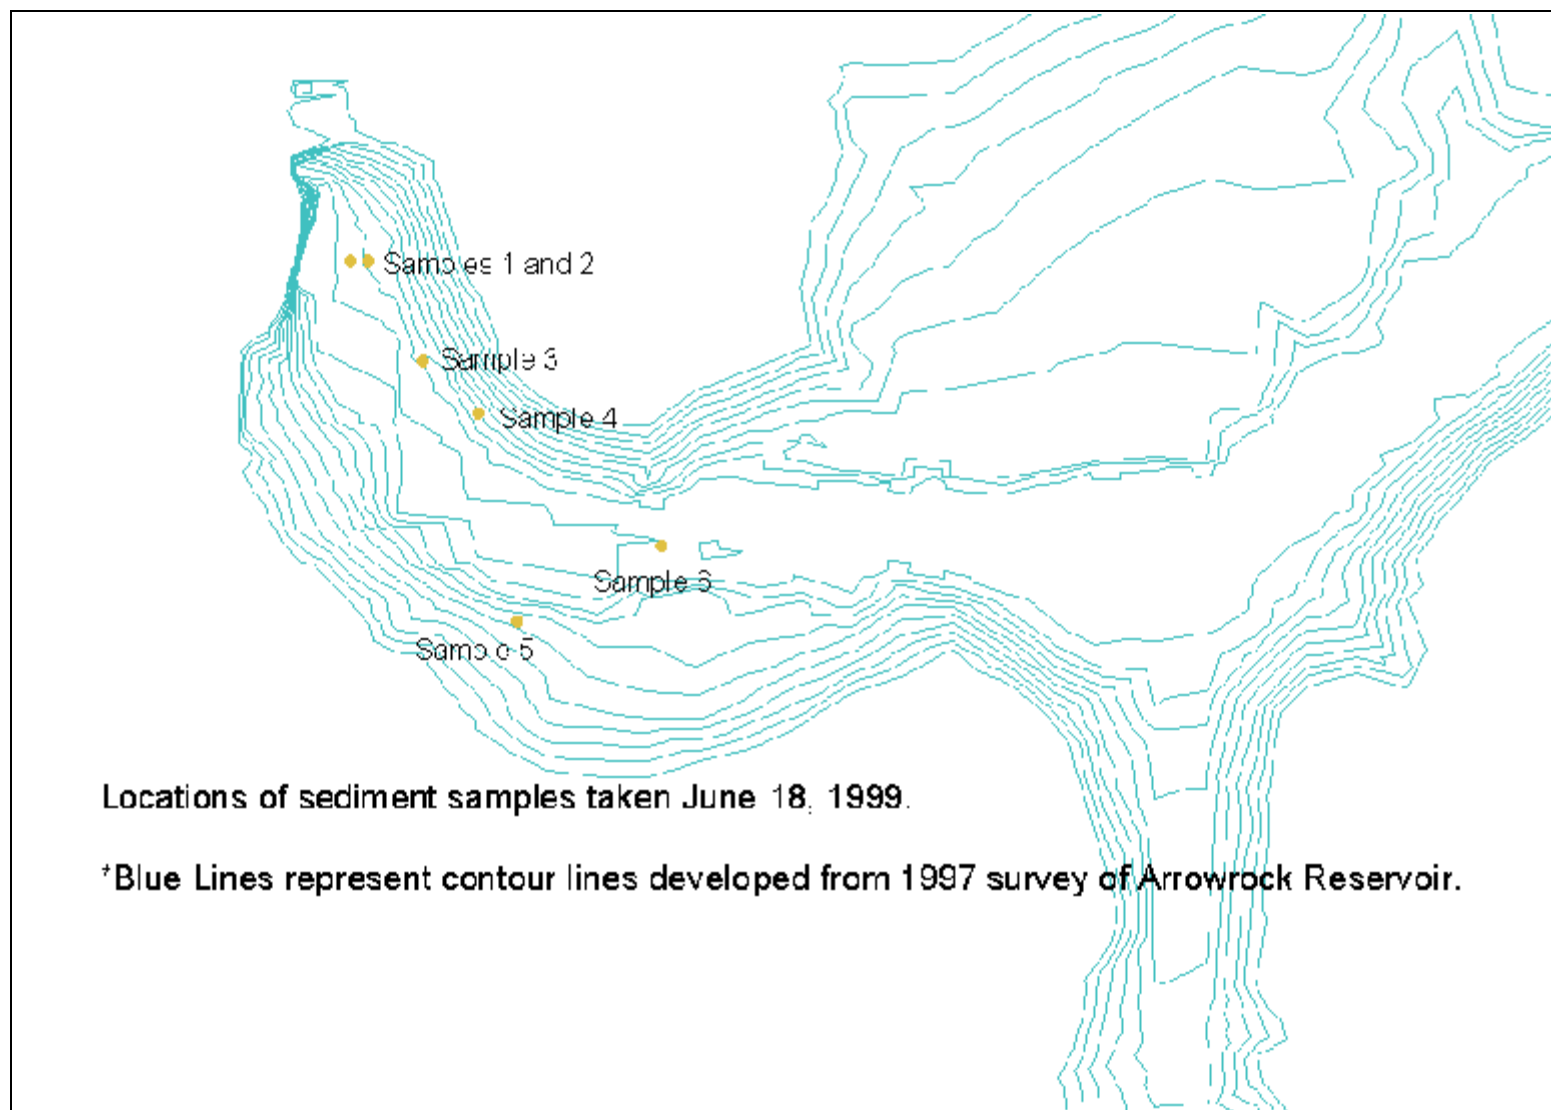 Samples 1 and 2
Sample 3
Sample 4
Sample 6
Sample 5
Locations of sediment samples taken June 18, 1999.
*Blue Lines represent contour lines developed from 1997 survey of Arrowrock Reservoir.